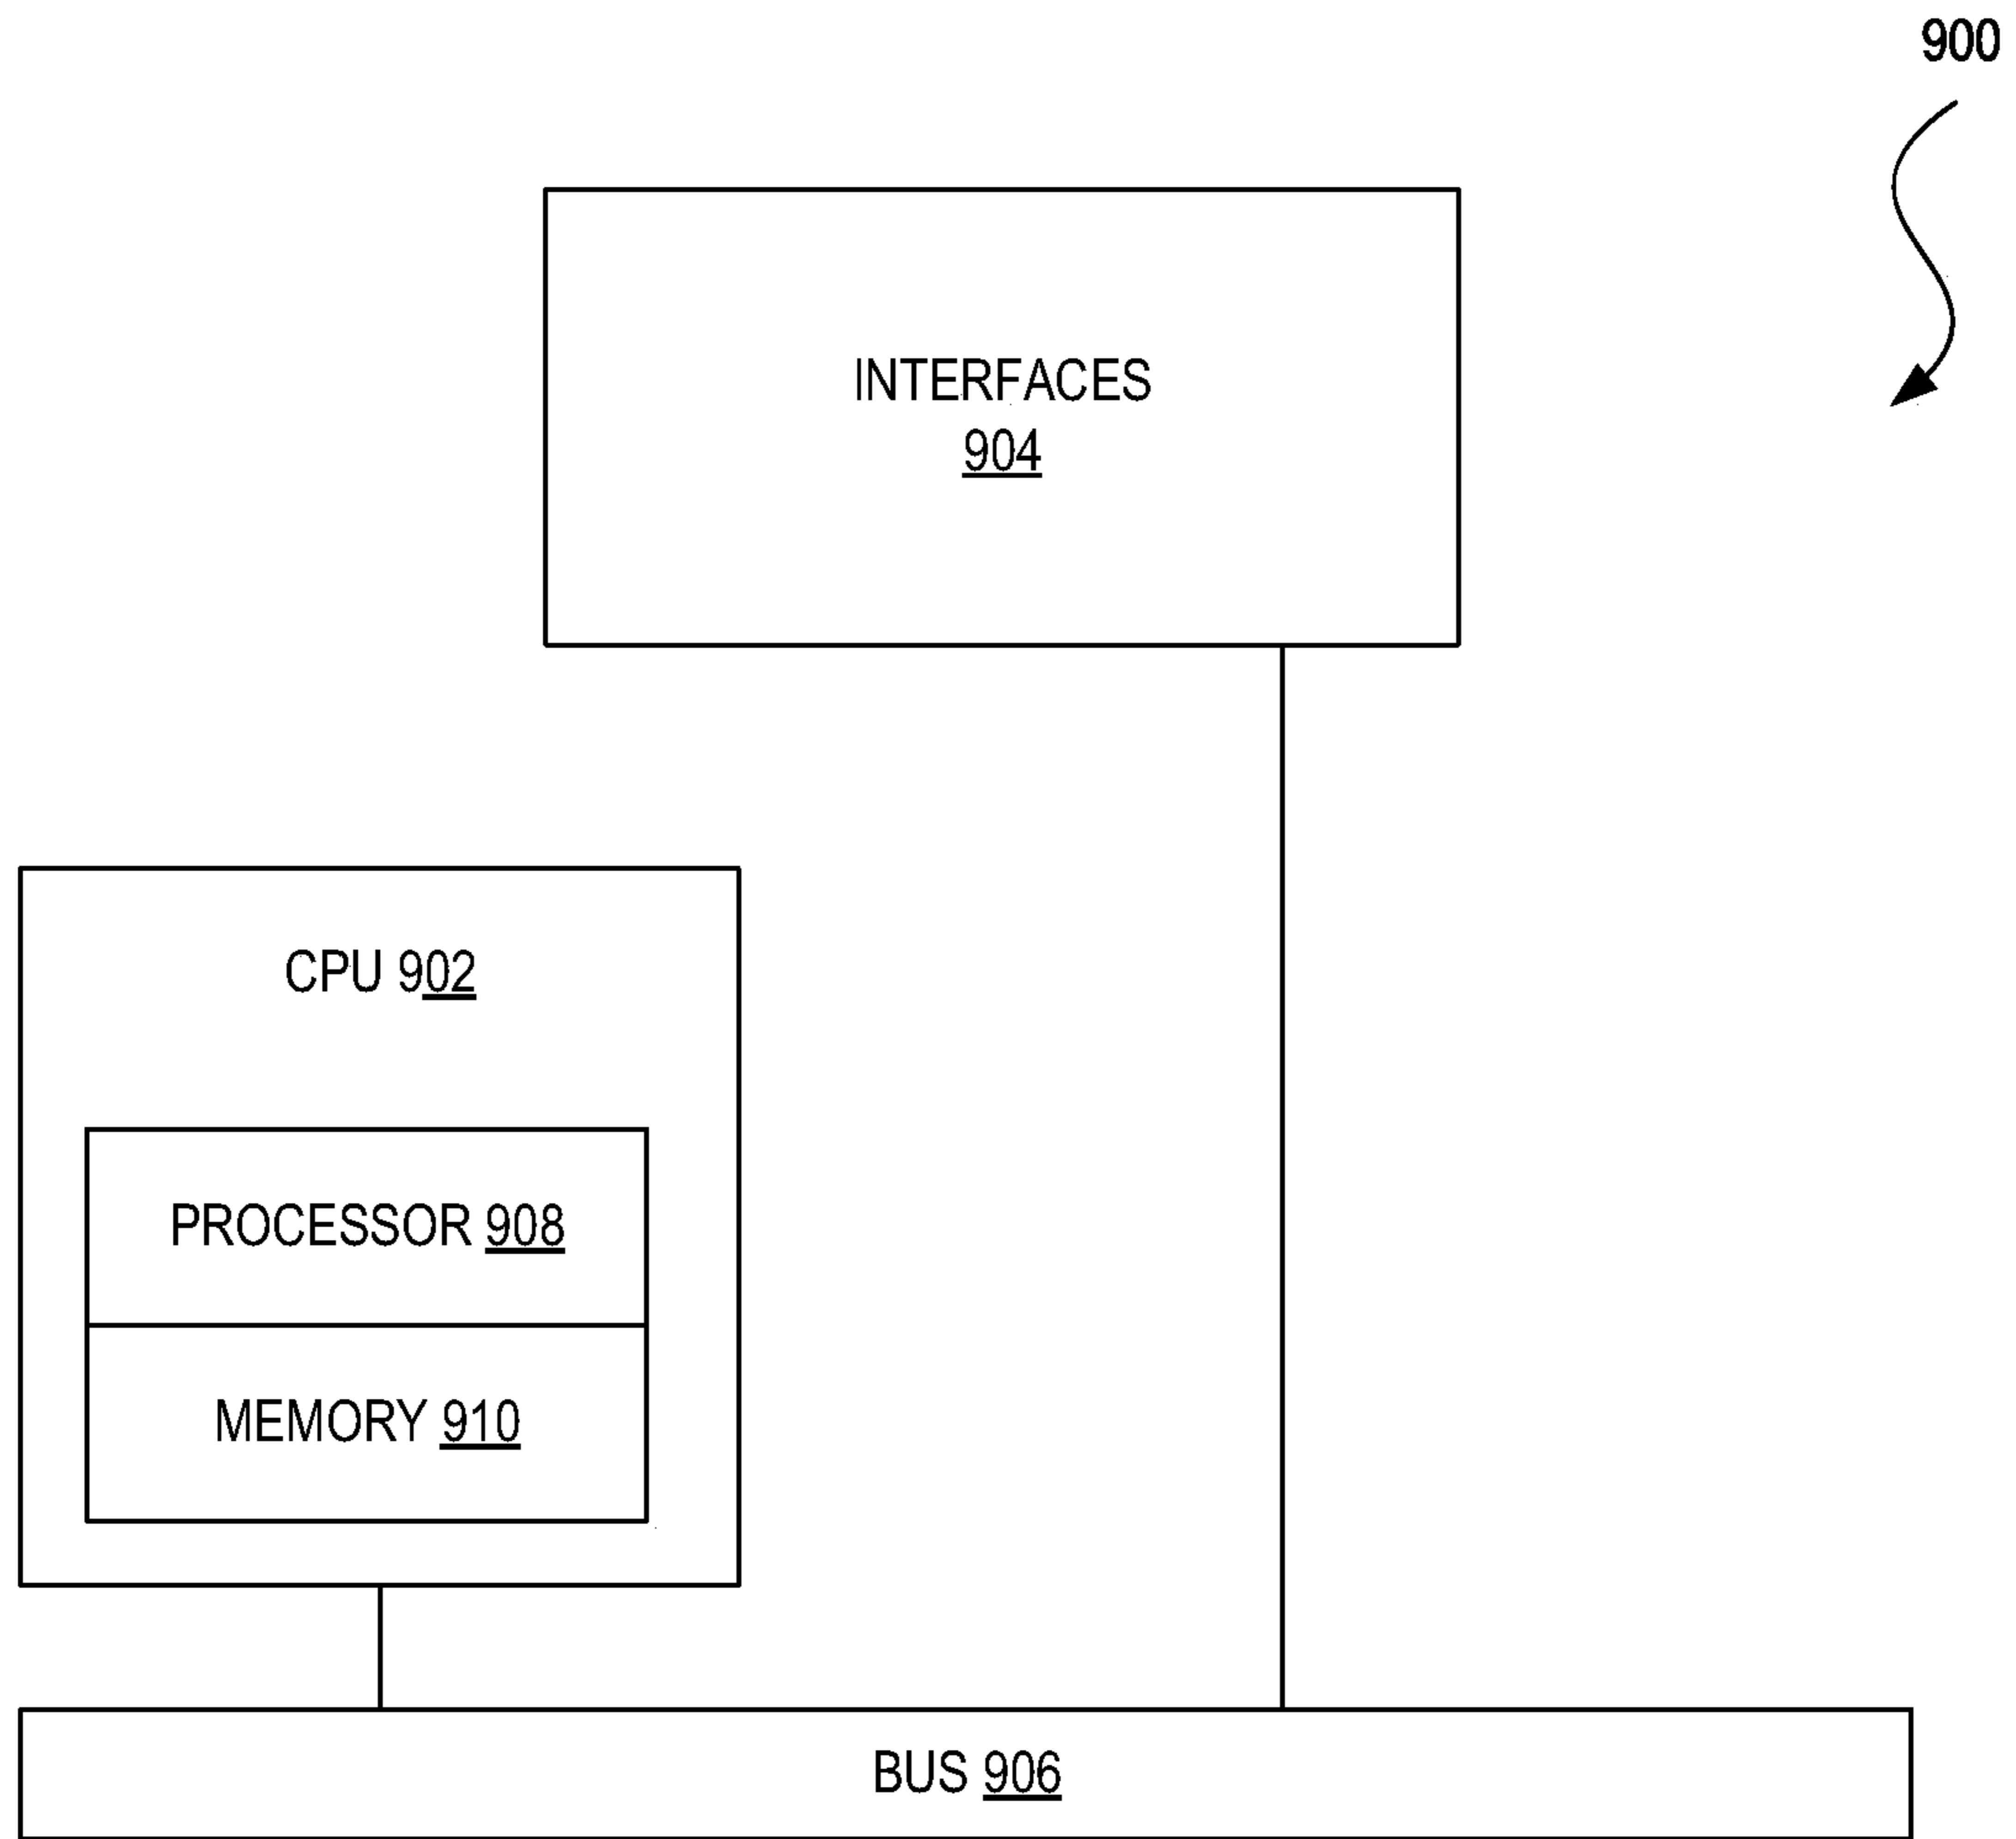 900
INTERFACES
904
CPU 902
PROCESSOR 908
MEMORY 910
BUS 906